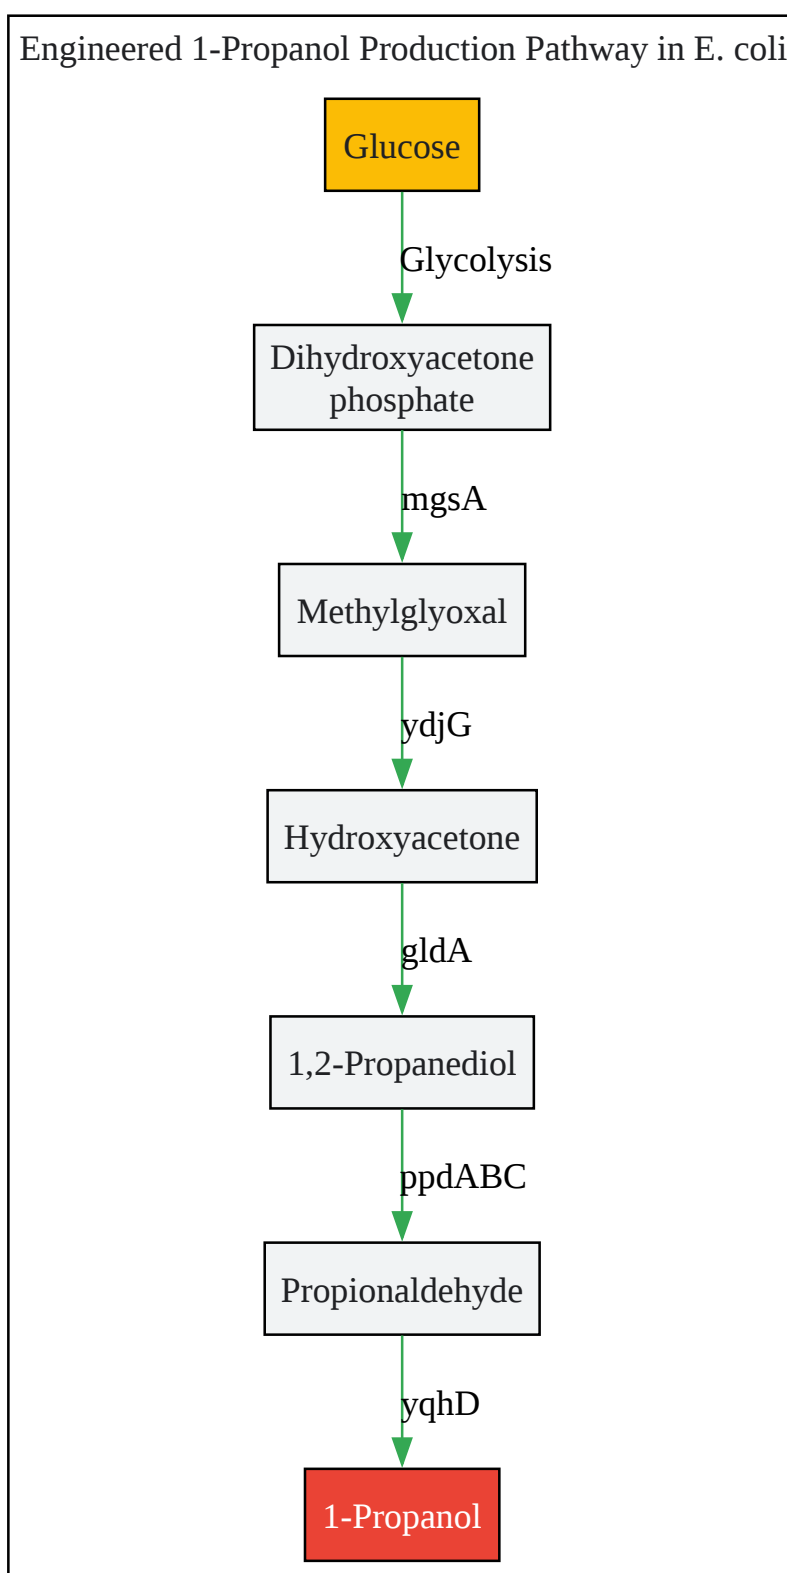 Engineered 1-Propanol Production Pathway in E. coli
Glucose
Glycolysis
Dihydroxyacetone
phosphate
mgsA
Methylglyoxal
ydjG
Hydroxyacetone
gldA
1,2-Propanediol
ppdABC
Propionaldehyde
yqhD
1-Propanol